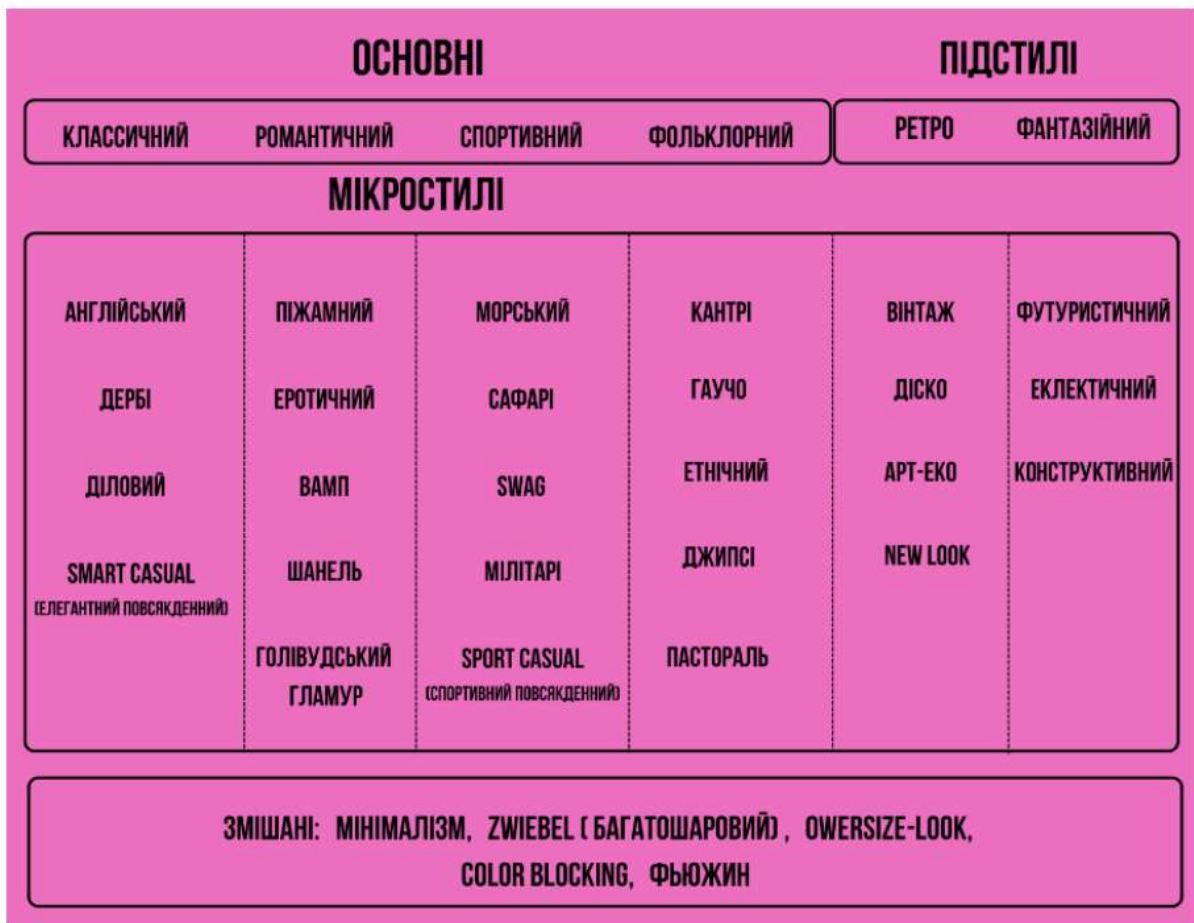 ОСНОВНІ ПІДСТИЛІ
КЛАССИЧНИЙ РОМАНТИЧНИЙ СПОРТИВНИЙ ФОЛЬКЛОРНИЙ РЕТРО ФАНТАЗІЙНИЙ
МІКРОСТИЛІ
АНГЛІЙСЬКИЙ ПІЖАМНИЙ МОРСЬКИЙ КАНТРІ ВІНТАЖ ФУТУРИСТИЧНИЙ
ДЕРБІ ЕРОТИЧНИЙ САФАРІ ГАУЧО ДІСКО ЕКЛЕКТИЧНИЙ
ДІЛОВИЙ ВАМП SWAG ЕТНІЧНИЙ АРТ-ЕКО КОНСТРУКТИВНИЙ
SMART CASUAL ШАНЕЛЬ МІЛІТАРІ ДЖИПСІ NEW LOOK
(ЕЛЕГАНТНИЙ ПОВСЯКДЕННИЙ)
ГОЛІВУДСЬКИЙ SPORT CASUAL ПАСТОРАЛЬ
ГЛАМУР (СПОРТИВНИЙ ПОВСЯКДЕННИЙ)
ЗМІШАНІ: МІНІМАЛІЗМ, ZWIEBEL ( БАГАТОШАРОВИЙ) , OWERSIZE-LOOK,
COLOR BLOCKING, ФЬЮЖИН